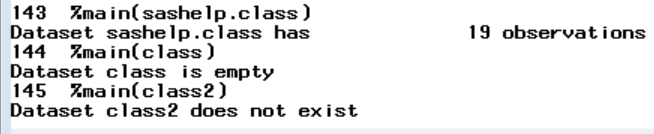 143  %main(sashelp.class)
Dataset sashelp.class has                19 observations
144  %main(class)
Dataset class is empty
145  %main(class2)
Dataset class2 does not exist